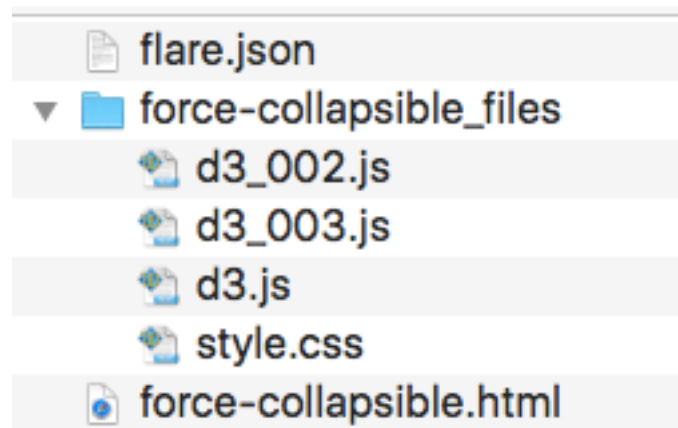 flare.json
force-collapsible_files
d3_002.js
d3_003.js
d3.js
style.css
force-collapsible.html